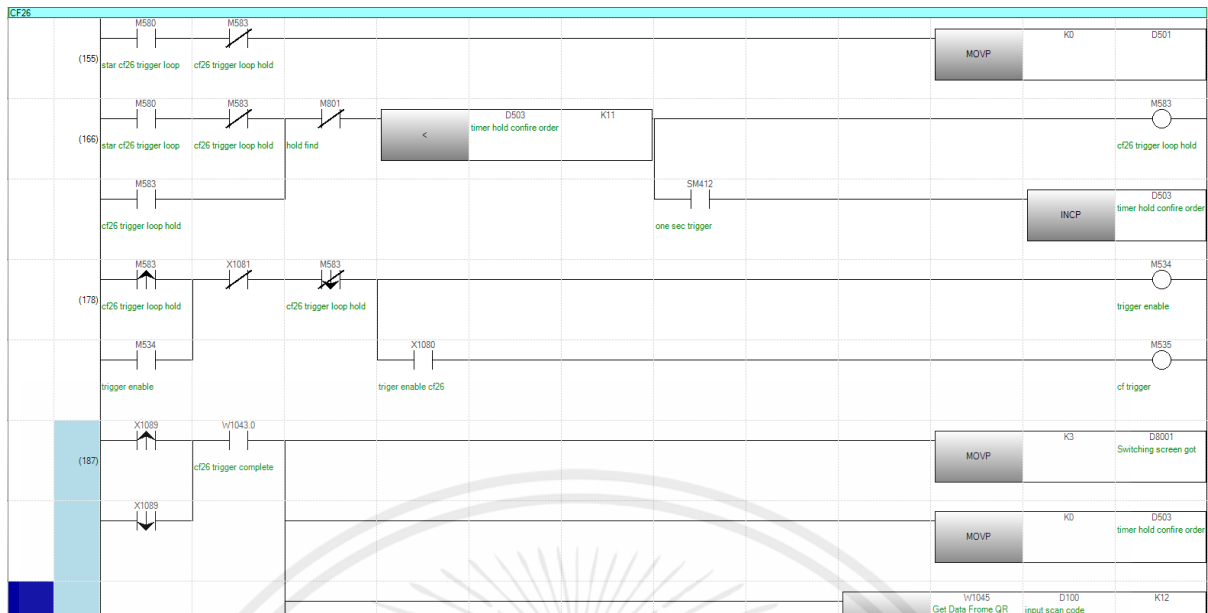 CF26
M580 M583
K0 D501
MOVP
(155)
star cf26 trigger loop cf26 trigger loop hold
M580 M583 M801
D503 K11
M583
timer hold confire order
<
(166)
star cf26 trigger loop cf26 trigger loop hold hold find
cf26 trigger loop hold
M583
SM412
D503
INCP
timer hold confire order
cf26 trigger loop hold
one sec trigger
M583 X1081 M583
M534
(178)
cf26 trigger loop hold
cf26 trigger loop hold
trigger enable
M534
X1080
M535
trigger enable
triger enable cf26
cf trigger
X1089 W1043.0
K3 D8001
MOVP
Switching screen got
(187)
cf26 trigger complete
X1089
K0 D503
MOVP
timer hold confire order
W1045 D100 K12
Get Data Frome QR input scan code